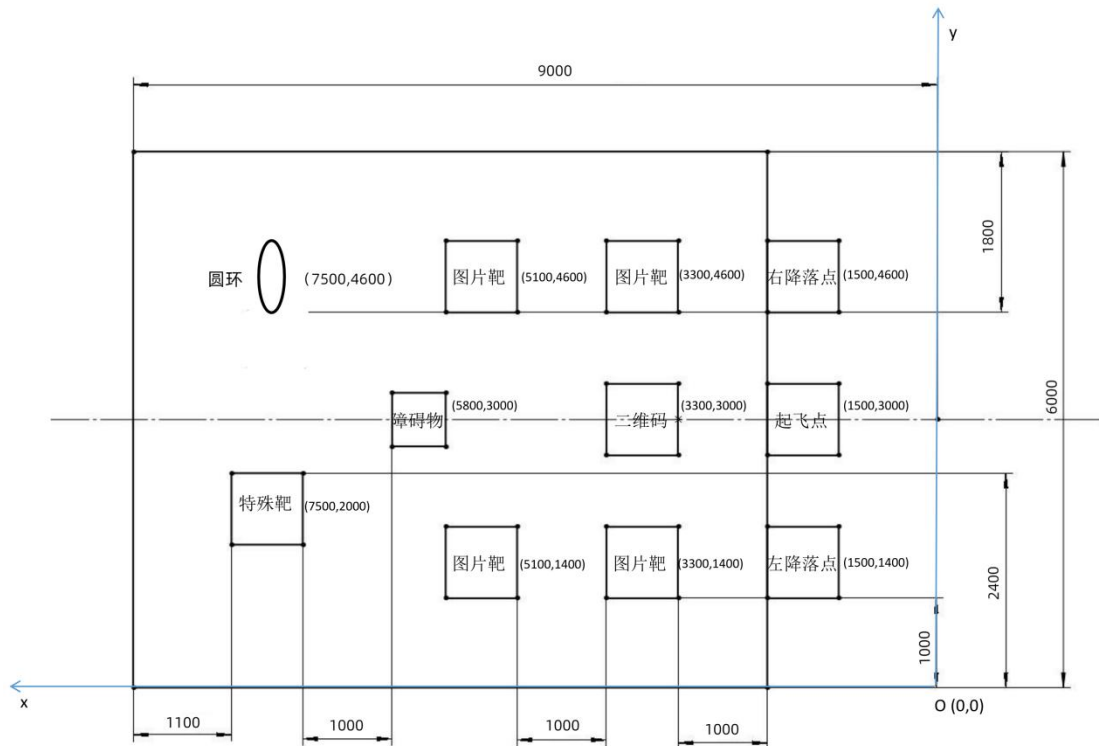 y
9000
1800
圆环
(7500,4600)
图片靶
(5100,4600)
图片靶
(3300,4600)
右降落点
(1500,4600)
6000
障碍物
(5800,3000)
二维码
(3300,3000)
起飞点
(1500,3000)
特殊靶
(7500,2000)
2400
图片靶
(5100,1400)
图片靶
(3300,1400)
左降落点
(1500,1400)
1000
x
O (0,0)
1100
1000
1000
1000